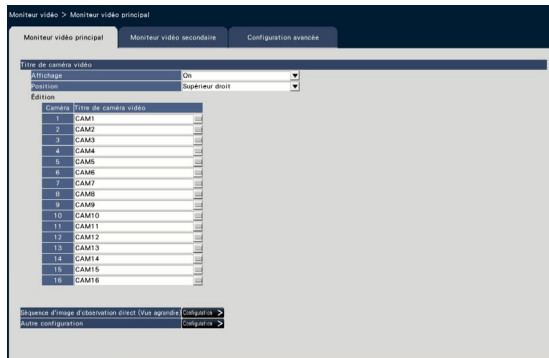 Moniteur vidéo > Moniteur vidéo principal
Moniteur vidéo principal Moniteur vidéo secondaire Configuration avancée
Titre de caméra vidéo
Affichage On
Position Supérieur droit
Édition
Caméra Titre de caméra vidéo
1 CAM1
2 CAM2
3 CAM3
4 CAM4
5 CAM5
6 CAM6
7 CAM7
8 CAM8
9 CAM9
10 CAM10
11 CAM11
12 CAM12
13 CAM13
14 CAM14
15 CAM15
16 CAM16
Séquence d'image d'observation direct (Vue agrandie) Configuration >
Autre configuration Configuration >